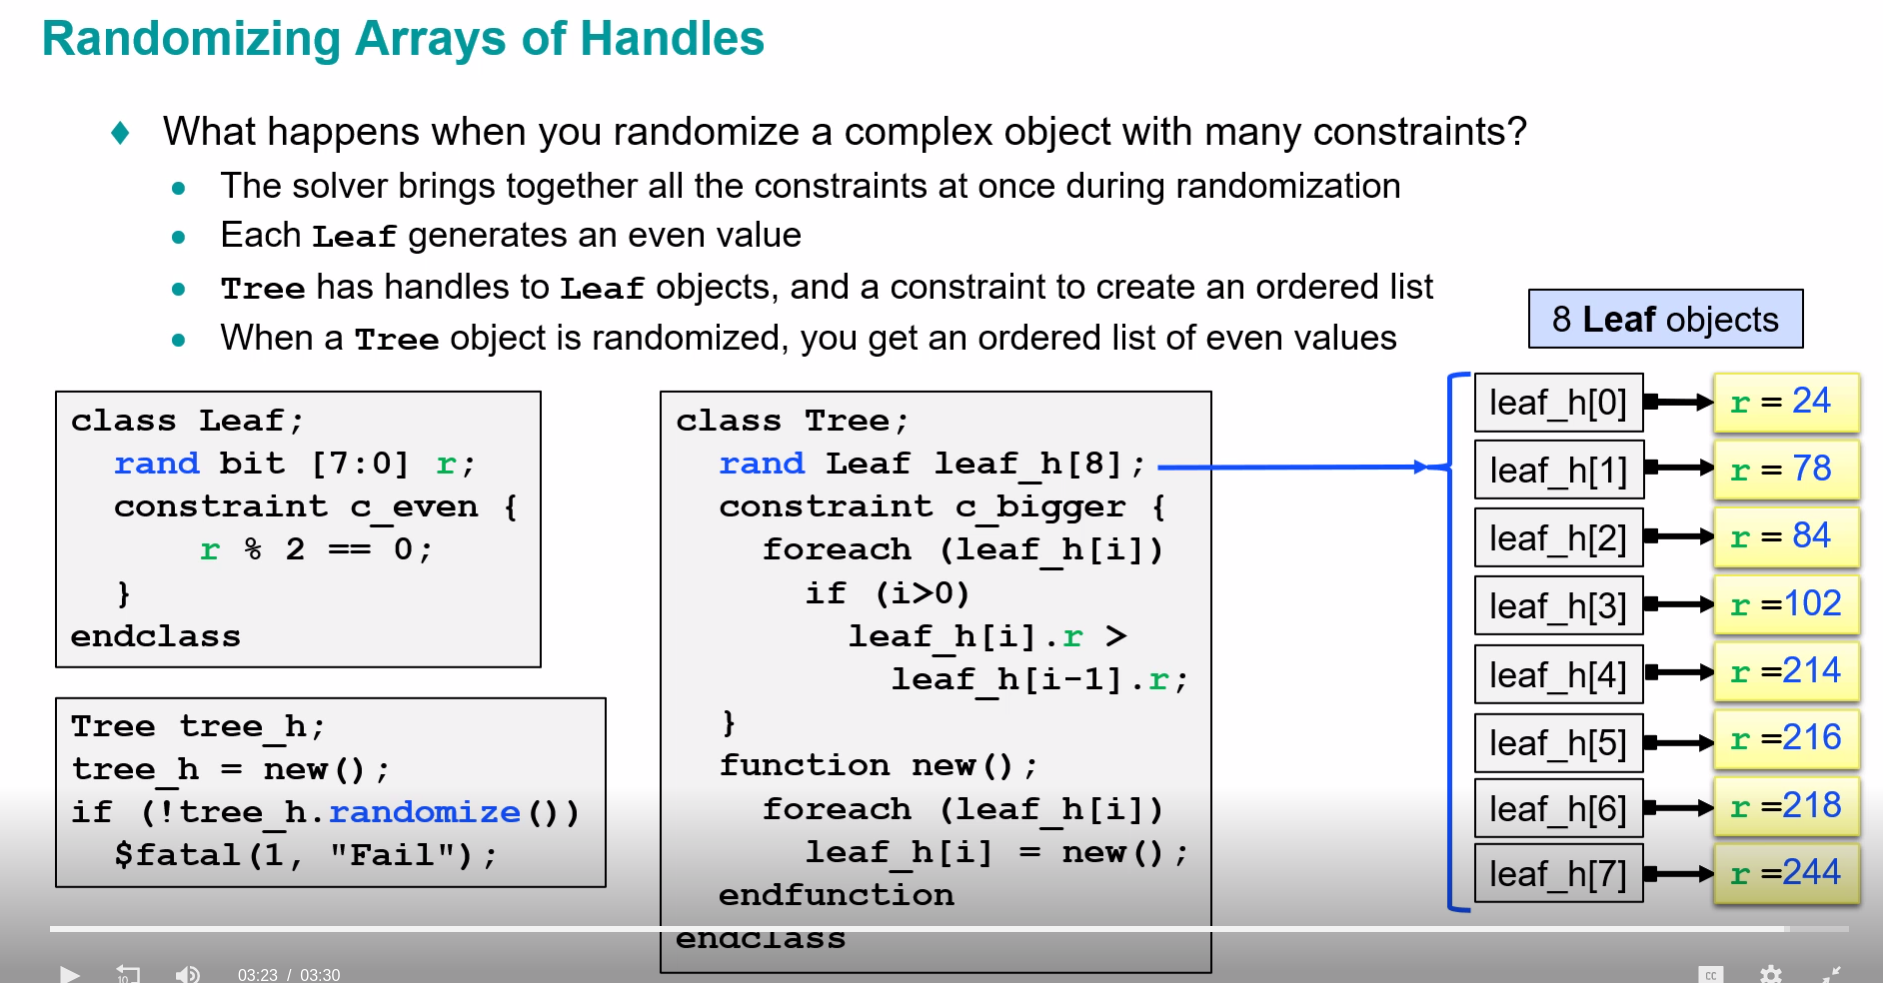 Randomizing Arrays of Handles
♦ What happens when you randomize a complex object with many constraints?
• The solver brings together all the constraints at once during randomization
• Each Leaf generates an even value
• Tree has handles to Leaf objects, and a constraint to create an ordered list
• When a Tree object is randomized, you get an ordered list of even values
class Leaf;
rand bit [7:0] r;
constraint c_even {
r % 2 == 0;
}
endclass
Tree tree_h;
tree_h = new();
if (!tree_h.randomize())
$fatal(1, "Fail");
class Tree;
rand Leaf leaf_h[8];
constraint c_bigger {
foreach (leaf_h[i])
if (i>0)
leaf_h[i].r >
leaf_h[i-1].r;
}
function new();
foreach (leaf_h[i])
leaf_h[i] = new();
endfunction
endclass
8 Leaf objects
leaf_h[0] r = 24
leaf_h[1] r = 78
leaf_h[2] r = 84
leaf_h[3] r =102
leaf_h[4] r =214
leaf_h[5] r =216
leaf_h[6] r =218
leaf_h[7] r =244
10 03:23 / 03:30 CC